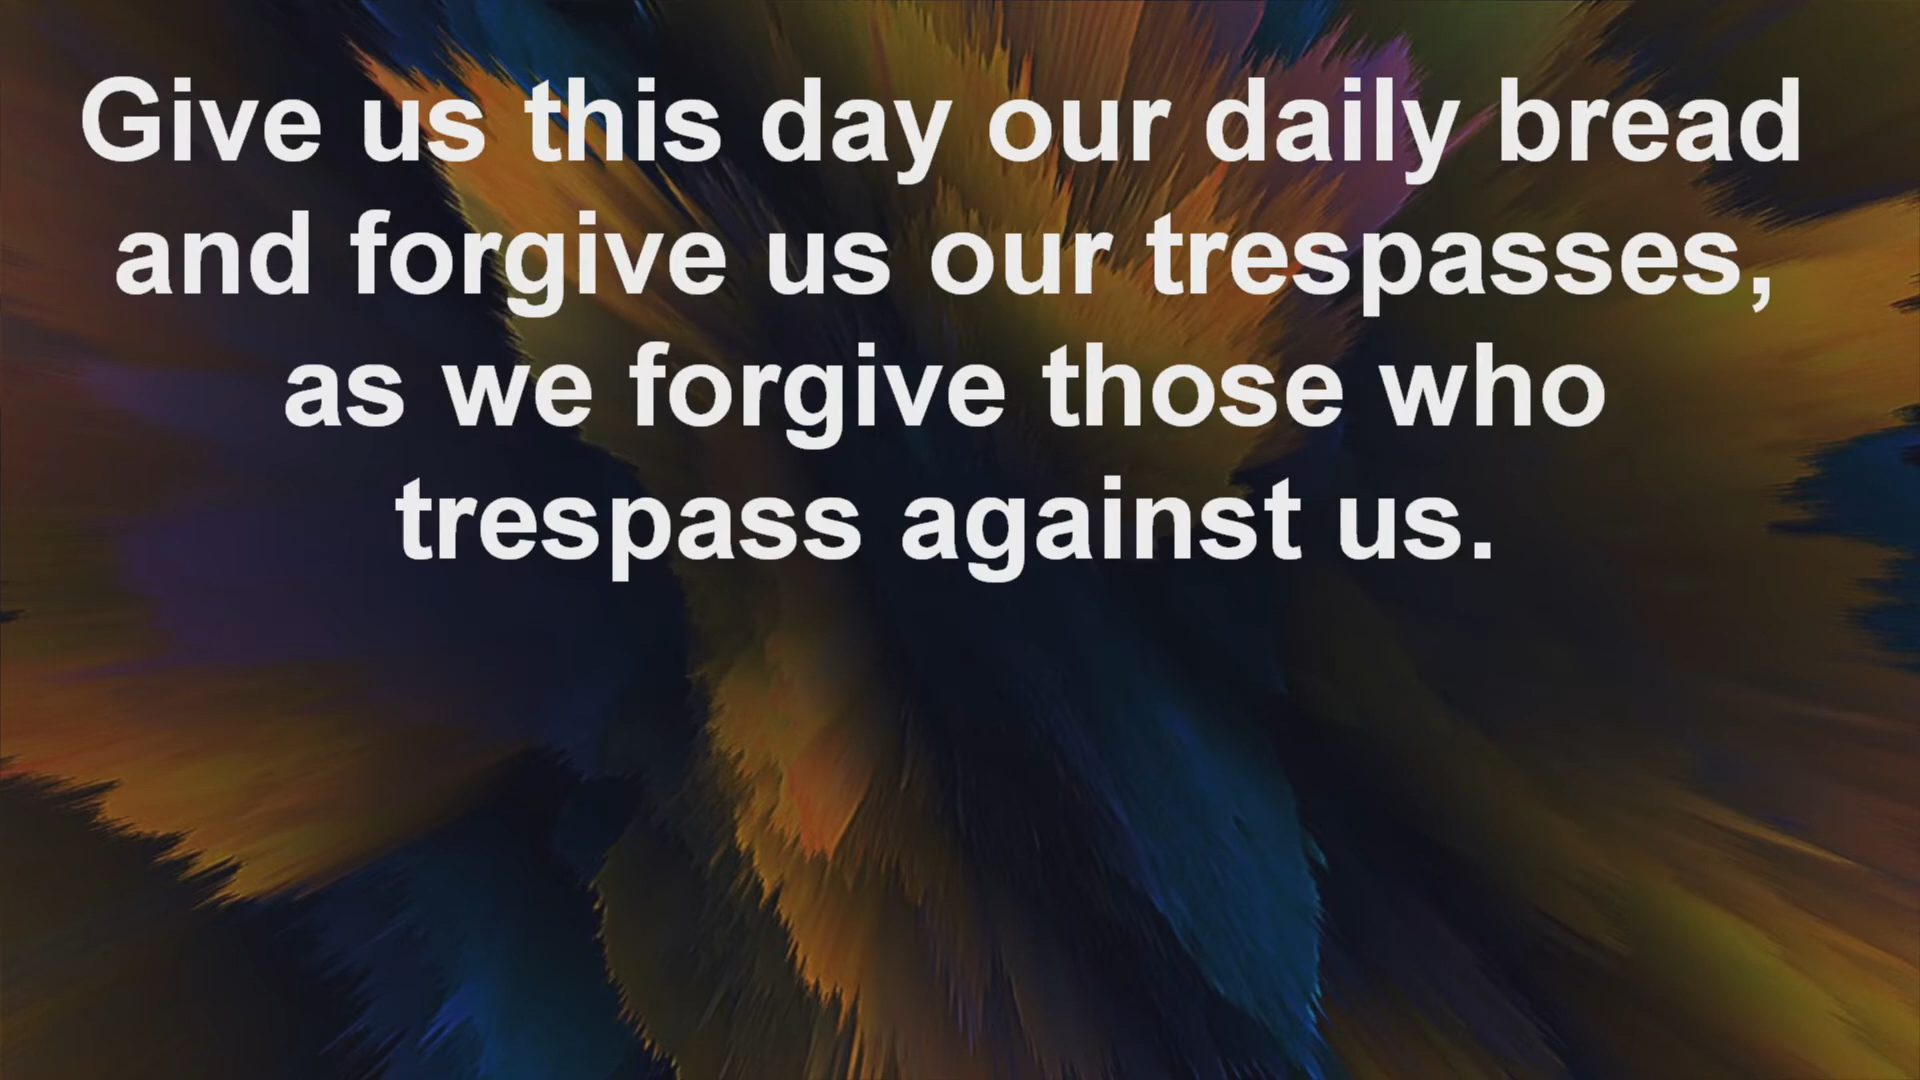 Give us this day our daily bread
and forgive us our trespasses,
as we forgive those who
trespass against us.